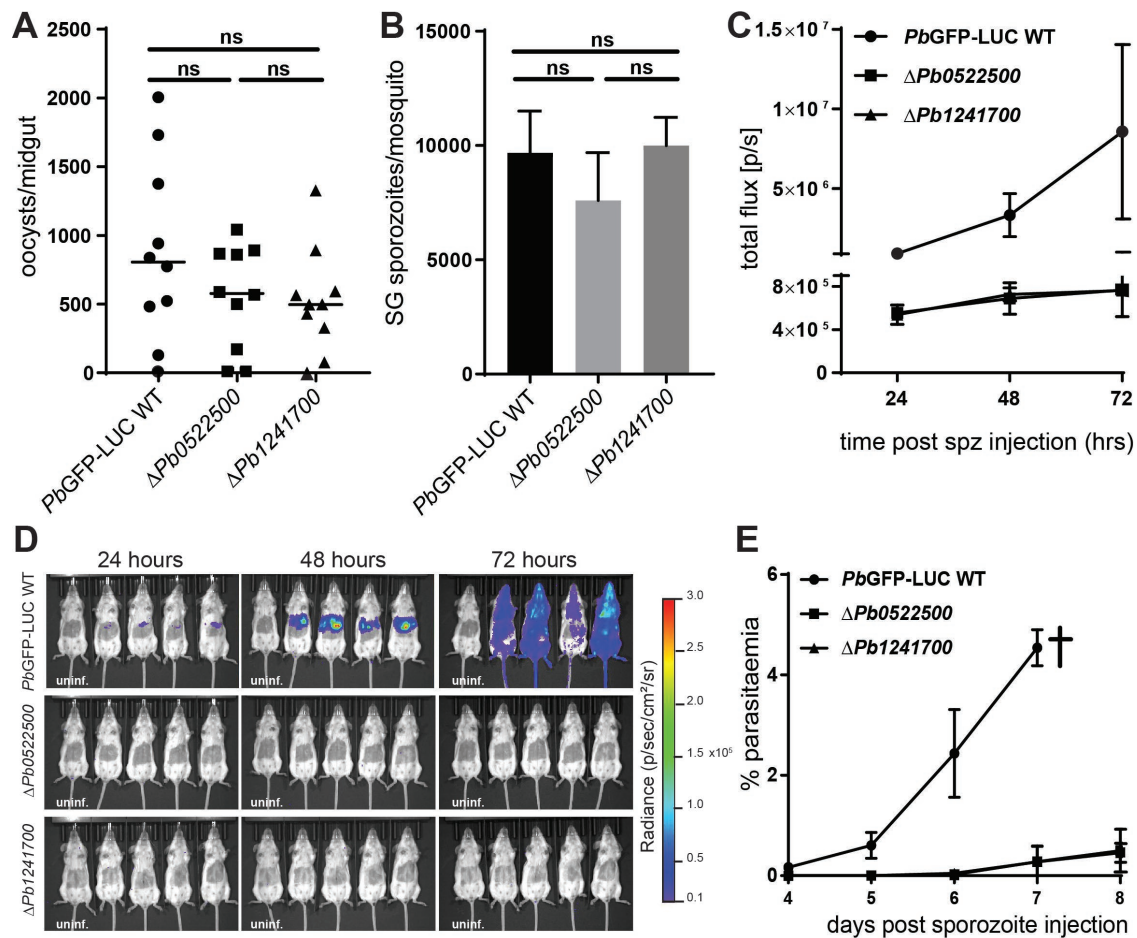 A
2500
2000
1500
1000
500
0
oocysts/midgut
ns
ns
ns
PbGFP-LUC WT
ΔPb0522500
ΔPb1241700
B
15000
10000
5000
0
SG sporozoites/mosquito
ns
ns
ns
PbGFP-LUC WT
ΔPb0522500
ΔPb1241700
C
1.5×10⁷
1×10⁷
5×10⁶
8×10⁵
4×10⁵
0
total flux [p/s]
PbGFP-LUC WT
ΔPb0522500
ΔPb1241700
24 48 72
time post spz injection (hrs)
D
24 hours 48 hours 72 hours
PbGFP-LUC WT
uninf. uninf. uninf.
ΔPb0522500
uninf. uninf. uninf.
ΔPb1241700
uninf. uninf. uninf.
Radiance (p/sec/cm²/sr)
3.0
2.5
2.0
1.5 x10⁵
1.0
0.5
0.1
E
6
4
2
0
% parasitaemia
PbGFP-LUC WT
ΔPb0522500
ΔPb1241700
†
4 5 6 7 8
days post sporozoite injection